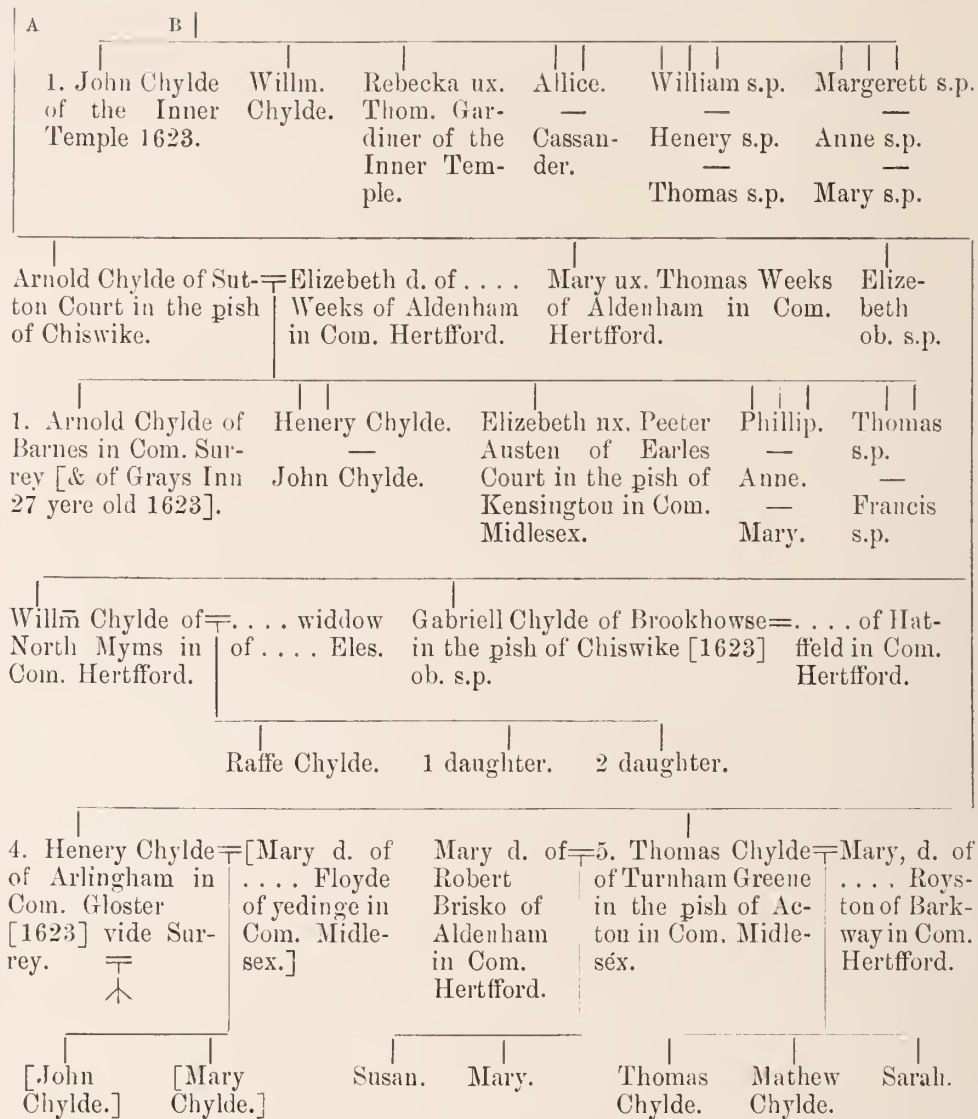 A B
1. John Chylde
of the Inner
Temple 1623.
Willm.
Chylde.
Rebecka ux.
Thom. Gar-
diner of the
Inner Tem-
ple.
Allice.
—
Cassan-
der.
William s.p.
—
Henery s.p.
—
Thomas s.p.
Margerett s.p.
—
Anne s.p.
—
Mary s.p.
Arnold Chylde of Sut-
ton Court in the pish
of Chiswike.
Elizebeth d. of . . . .
Weeks of Aldenham
in Com. Hertfford.
Mary ux. Thomas Weeks
of Aldenham in Com.
Hertfford.
Elize-
beth
ob. s.p.
1. Arnold Chylde of
Barnes in Com. Sur-
rey [& of Grays Inn
27 yere old 1623].
Henery Chylde.
—
John Chylde.
Elizebeth ux. Peeter
Austen of Earles
Court in the pish of
Kensington in Com.
Midlesex.
Phillip.
—
Anne.
—
Mary.
Thomas
s.p.
—
Francis
s.p.
Willm̄ Chylde of
North Myms in
Com. Hertfford.
. . . . widdow
of . . . . Eles.
Gabriell Chylde of Brookhowse
in the pish of Chiswike [1623]
ob. s.p.
. . . . of Hat-
ffeld in Com.
Hertfford.
Raffe Chylde. 1 daughter. 2 daughter.
4. Henery Chylde
of Arlingham in
Com. Gloster
[1623] vide Sur-
rey.
[Mary d. of
. . . . Floyde
of yedinge in
Com. Midle-
sex.]
Mary d. of
Robert
Brisko of
Aldenham
in Com.
Hertfford.
5. Thomas Chylde
of Turnham Greene
in the pish of Ac-
ton in Com. Midle-
sex.
Mary, d. of
. . . . Roys-
ton of Bark-
way in Com.
Hertfford.
[John
Chylde.]
[Mary
Chylde.]
Susan. Mary.
Thomas
Chylde.
Mathew
Chylde.
Sarah.